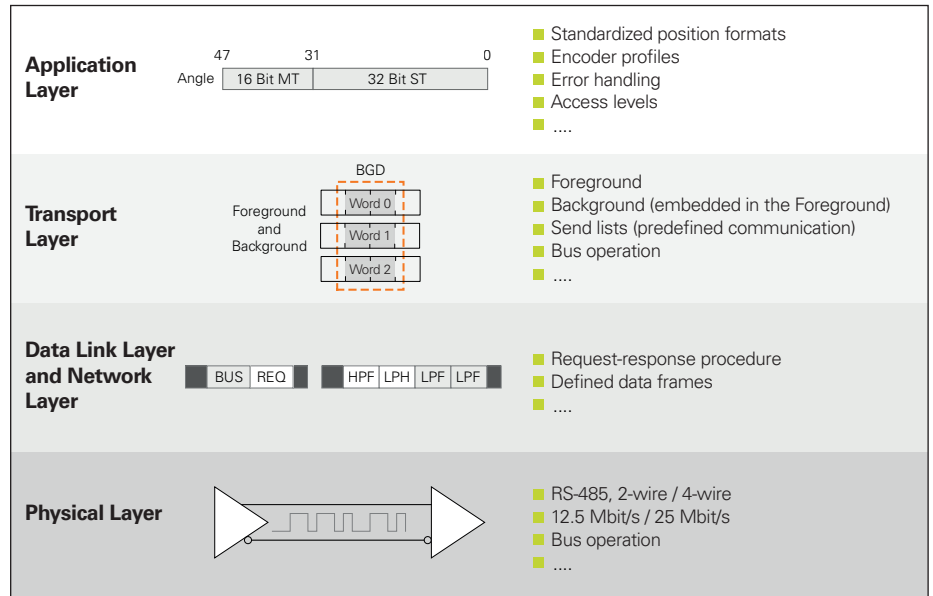 Application
Layer
47 31 0
Angle 16 Bit MT 32 Bit ST
Standardized position formats
Encoder profiles
Error handling
Access levels
....
Transport
Layer
Foreground
and
Background
BGD
Word 0
Word 1
Word 2
Foreground
Background (embedded in the Foreground)
Send lists (predefined communication)
Bus operation
....
Data Link Layer
and Network
Layer
BUS REQ HPF LPH LPF LPF
Request-response procedure
Defined data frames
....
Physical Layer
RS-485, 2-wire / 4-wire
12.5 Mbit/s / 25 Mbit/s
Bus operation
....